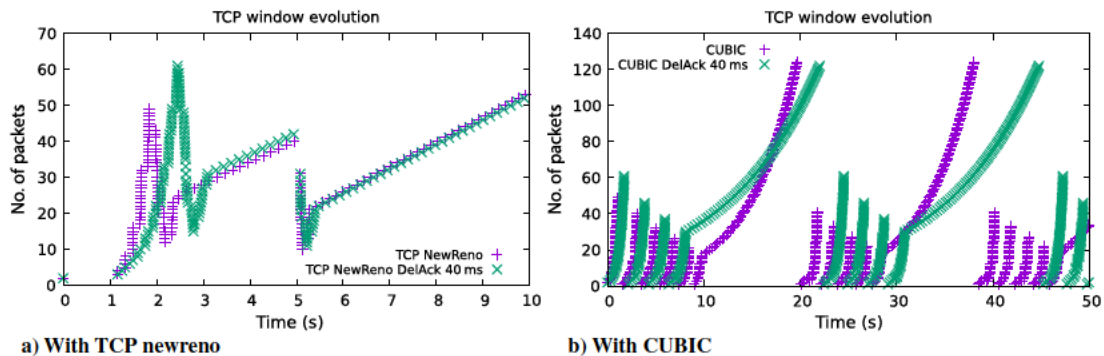 TCP window evolution
No. of packets
70
60
50
40
30
20
10
0
TCP NewReno
TCP NewReno DelAck 40 ms
0 1 2 3 4 5 6 7 8 9 10
Time (s)
a) With TCP newreno
TCP window evolution
No. of packets
140
120
100
80
60
40
20
0
CUBIC
CUBIC DelAck 40 ms
0 10 20 30 40 50
Time (s)
b) With CUBIC